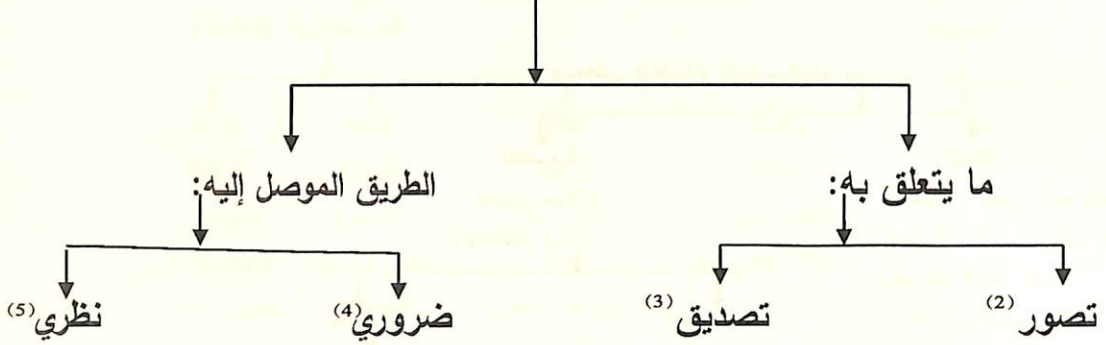 ما يتعلق به:
الطريق الموصل إليه:
تصور (2)
تصديق (3)
ضروري(4)
نظري(5)